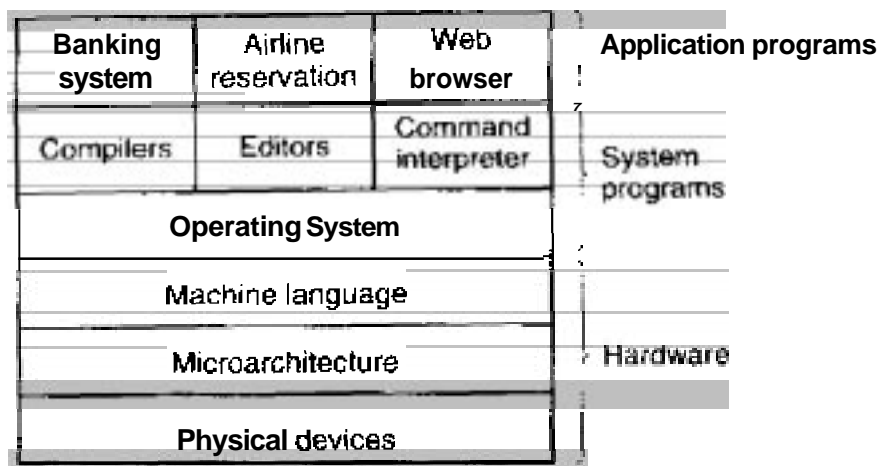 Banking Airline Web Application programs
system reservation browser
Compilers Editors Command
interpreter System
programs
Operating System
Machine language
Microarchitecture Hardware
Physical devices